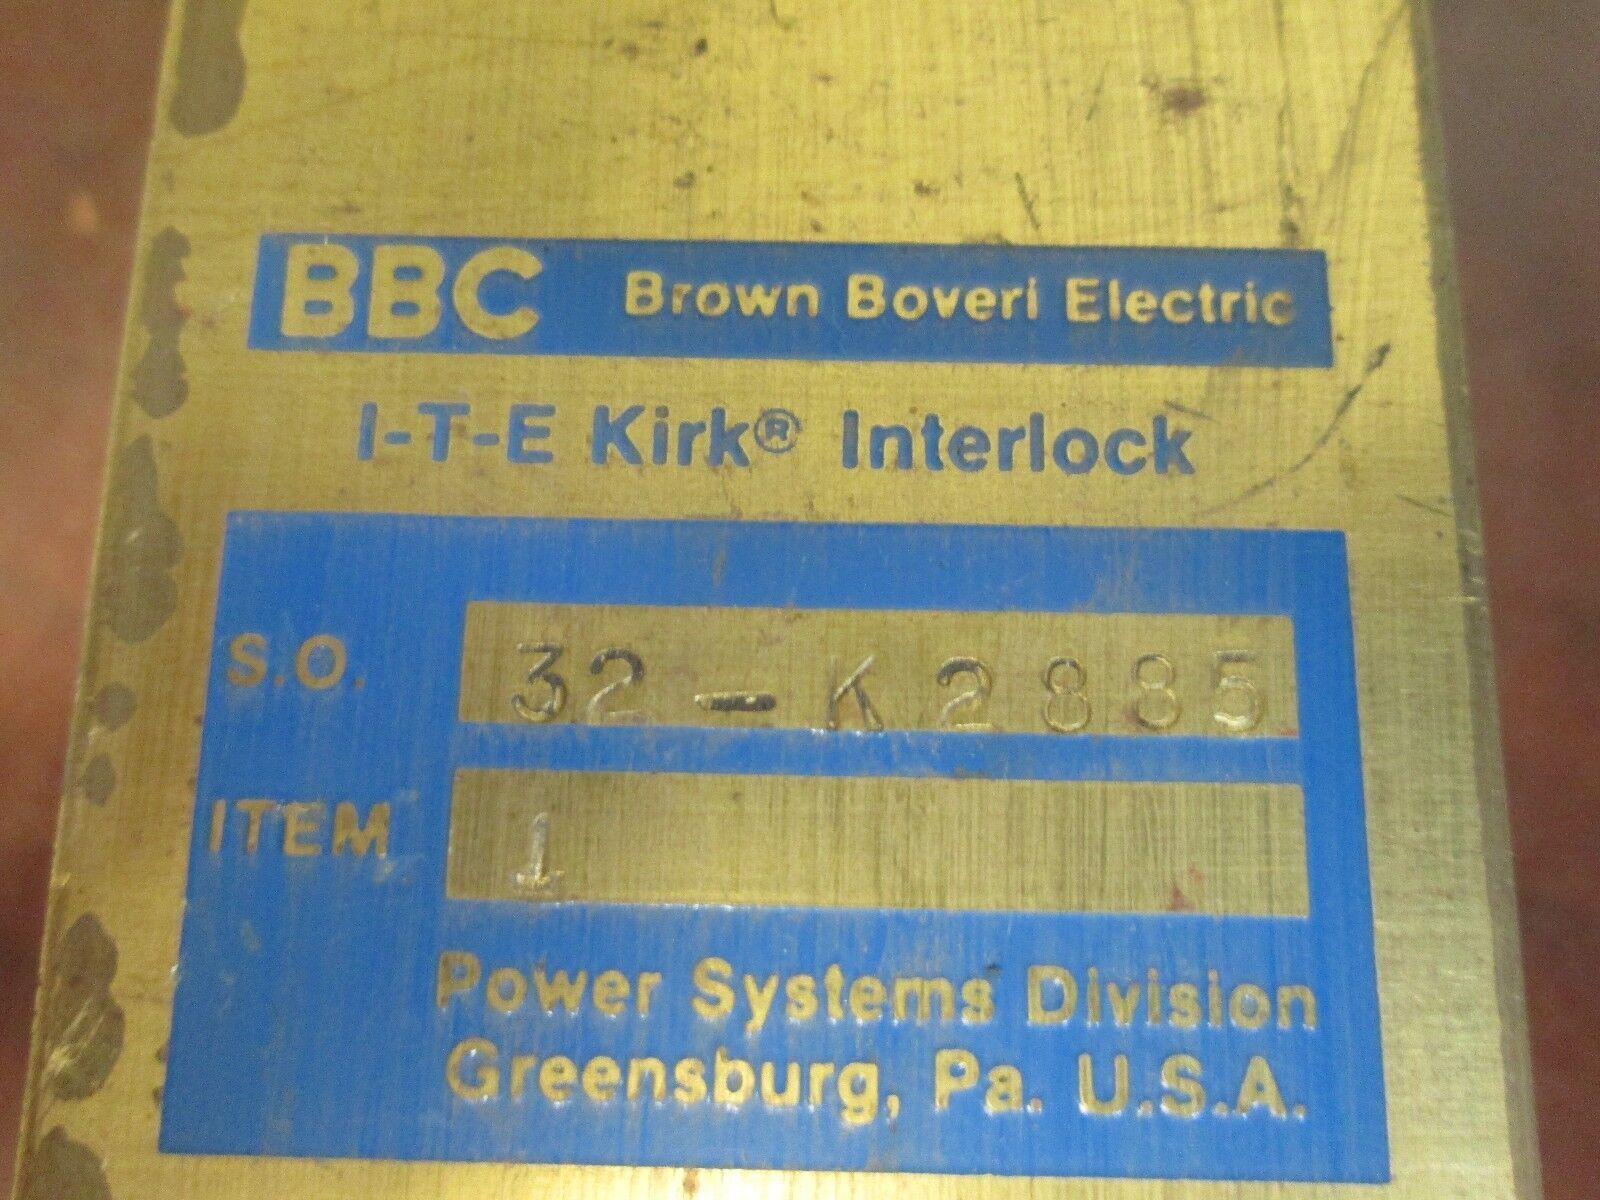 BBC Brown Boveri Electric
I-T-E Kirk® Interlock
S.O. 32-K2885
ITEM 1
Power Systems Division
Greensburg, Pa. U.S.A.